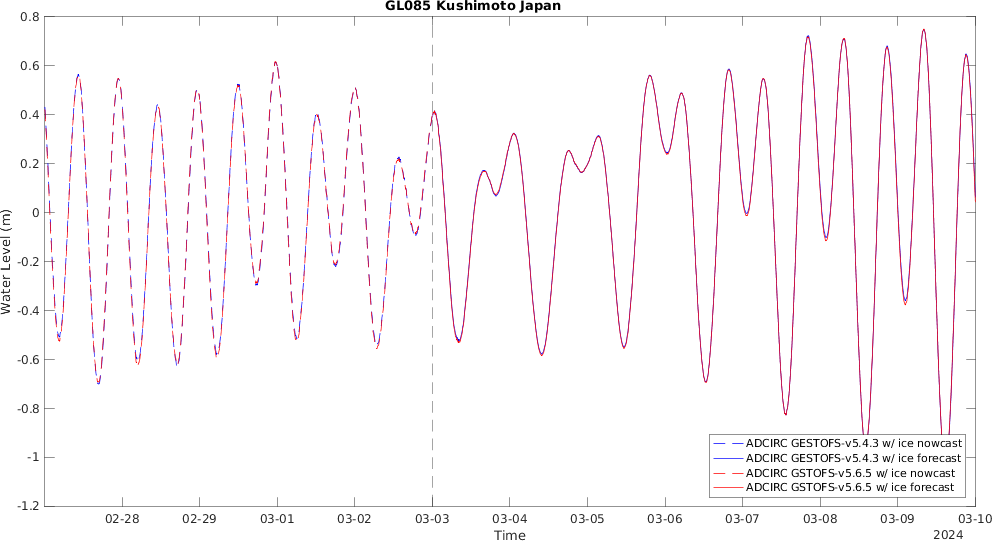 GL085 Kushimoto Japan
Water Level (m)
0.8
0.6
0.4
0.2
0
-0.2
-0.4
-0.6
-0.8
-1
-1.2
ADCIRC GESTOFS-v5.4.3 w/ ice nowcast
ADCIRC GESTOFS-v5.4.3 w/ ice forecast
ADCIRC GSTOFS-v5.6.5 w/ ice nowcast
ADCIRC GSTOFS-v5.6.5 w/ ice forecast
02-28 02-29 03-01 03-02 03-03 03-04 03-05 03-06 03-07 03-08 03-09 03-10
Time
2024